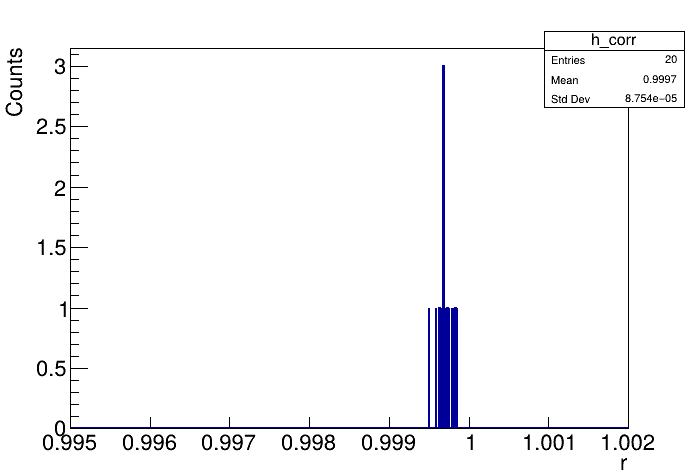 h_corr
Entries 20
Mean 0.9997
Std Dev 8.754e−05
Counts
3
2.5
2
1.5
1
0.5
0
0.995 0.996 0.997 0.998 0.999 1 1.001 1.002
r